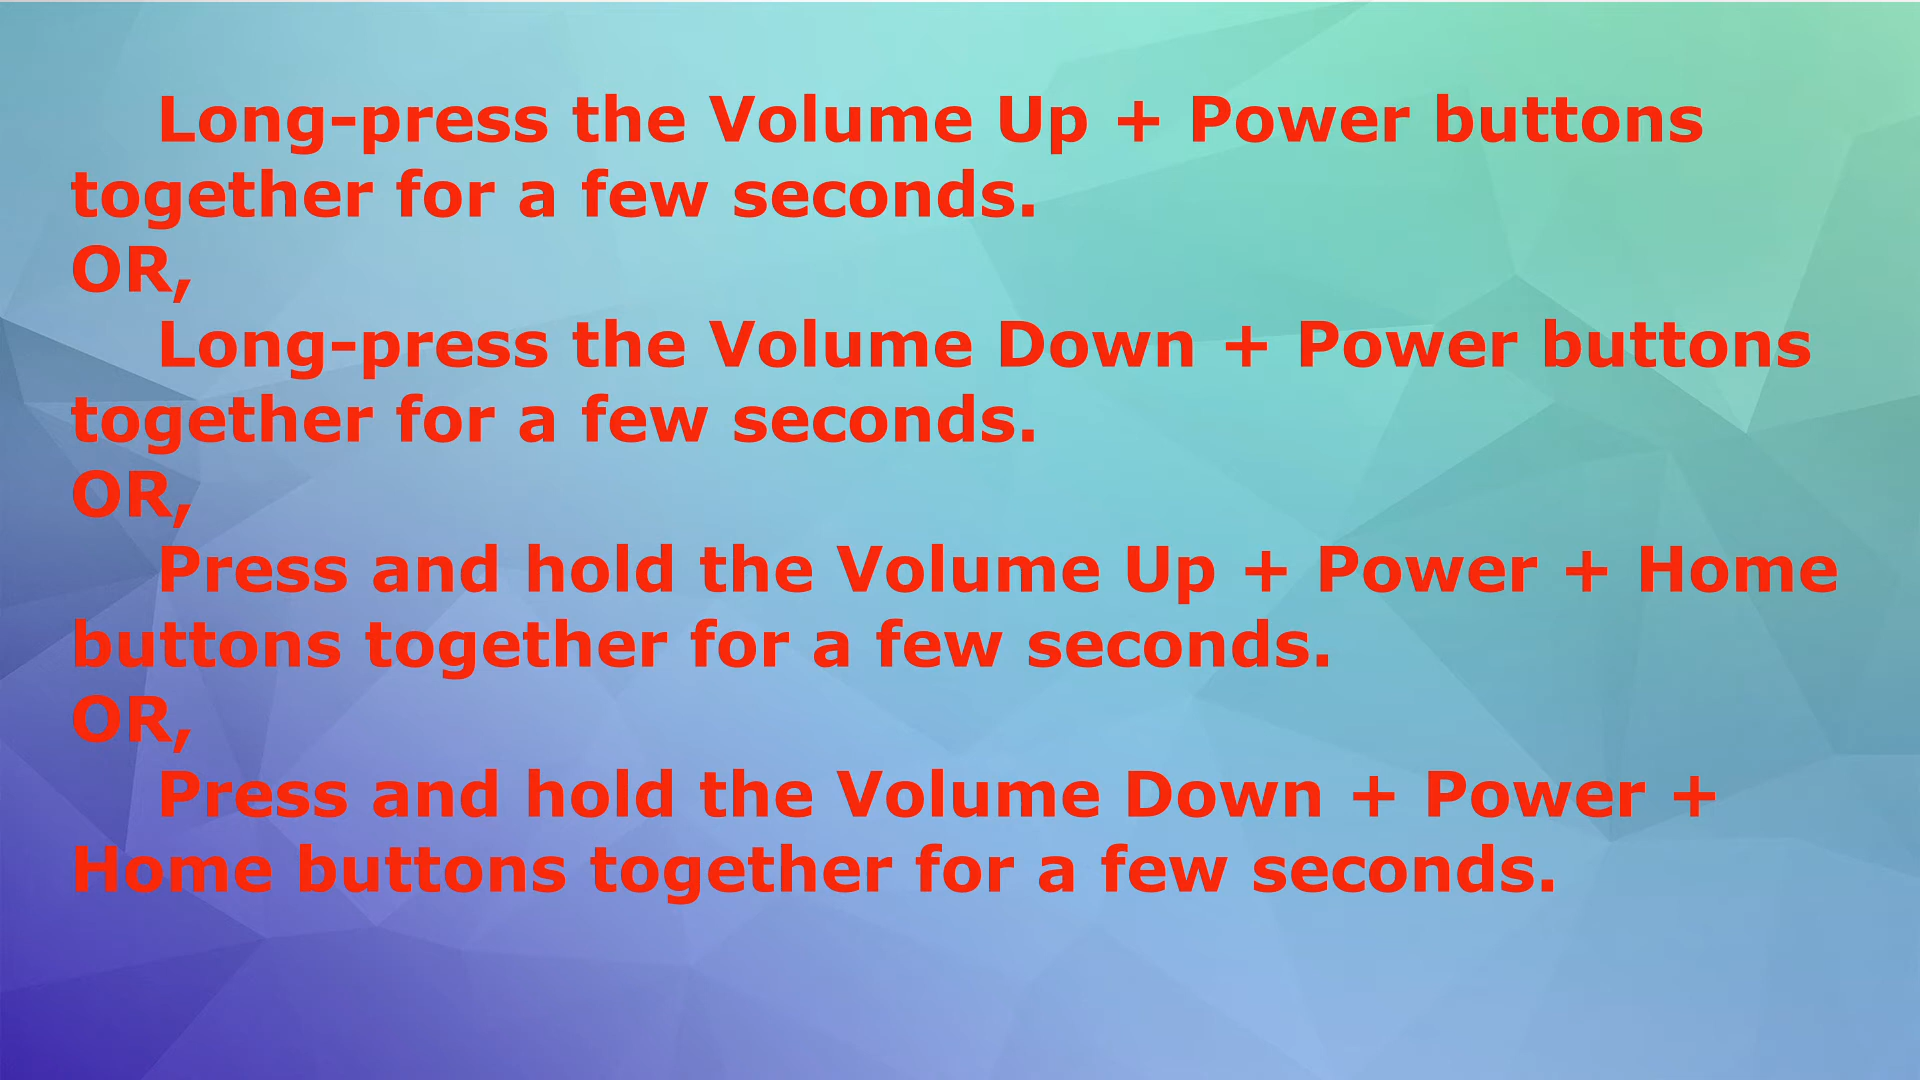 Long-press the Volume Up + Power buttons
together for a few seconds.
OR,
Long-press the Volume Down + Power buttons
together for a few seconds.
OR,
Press and hold the Volume Up + Power + Home
buttons together for a few seconds.
OR,
Press and hold the Volume Down + Power +
Home buttons together for a few seconds.